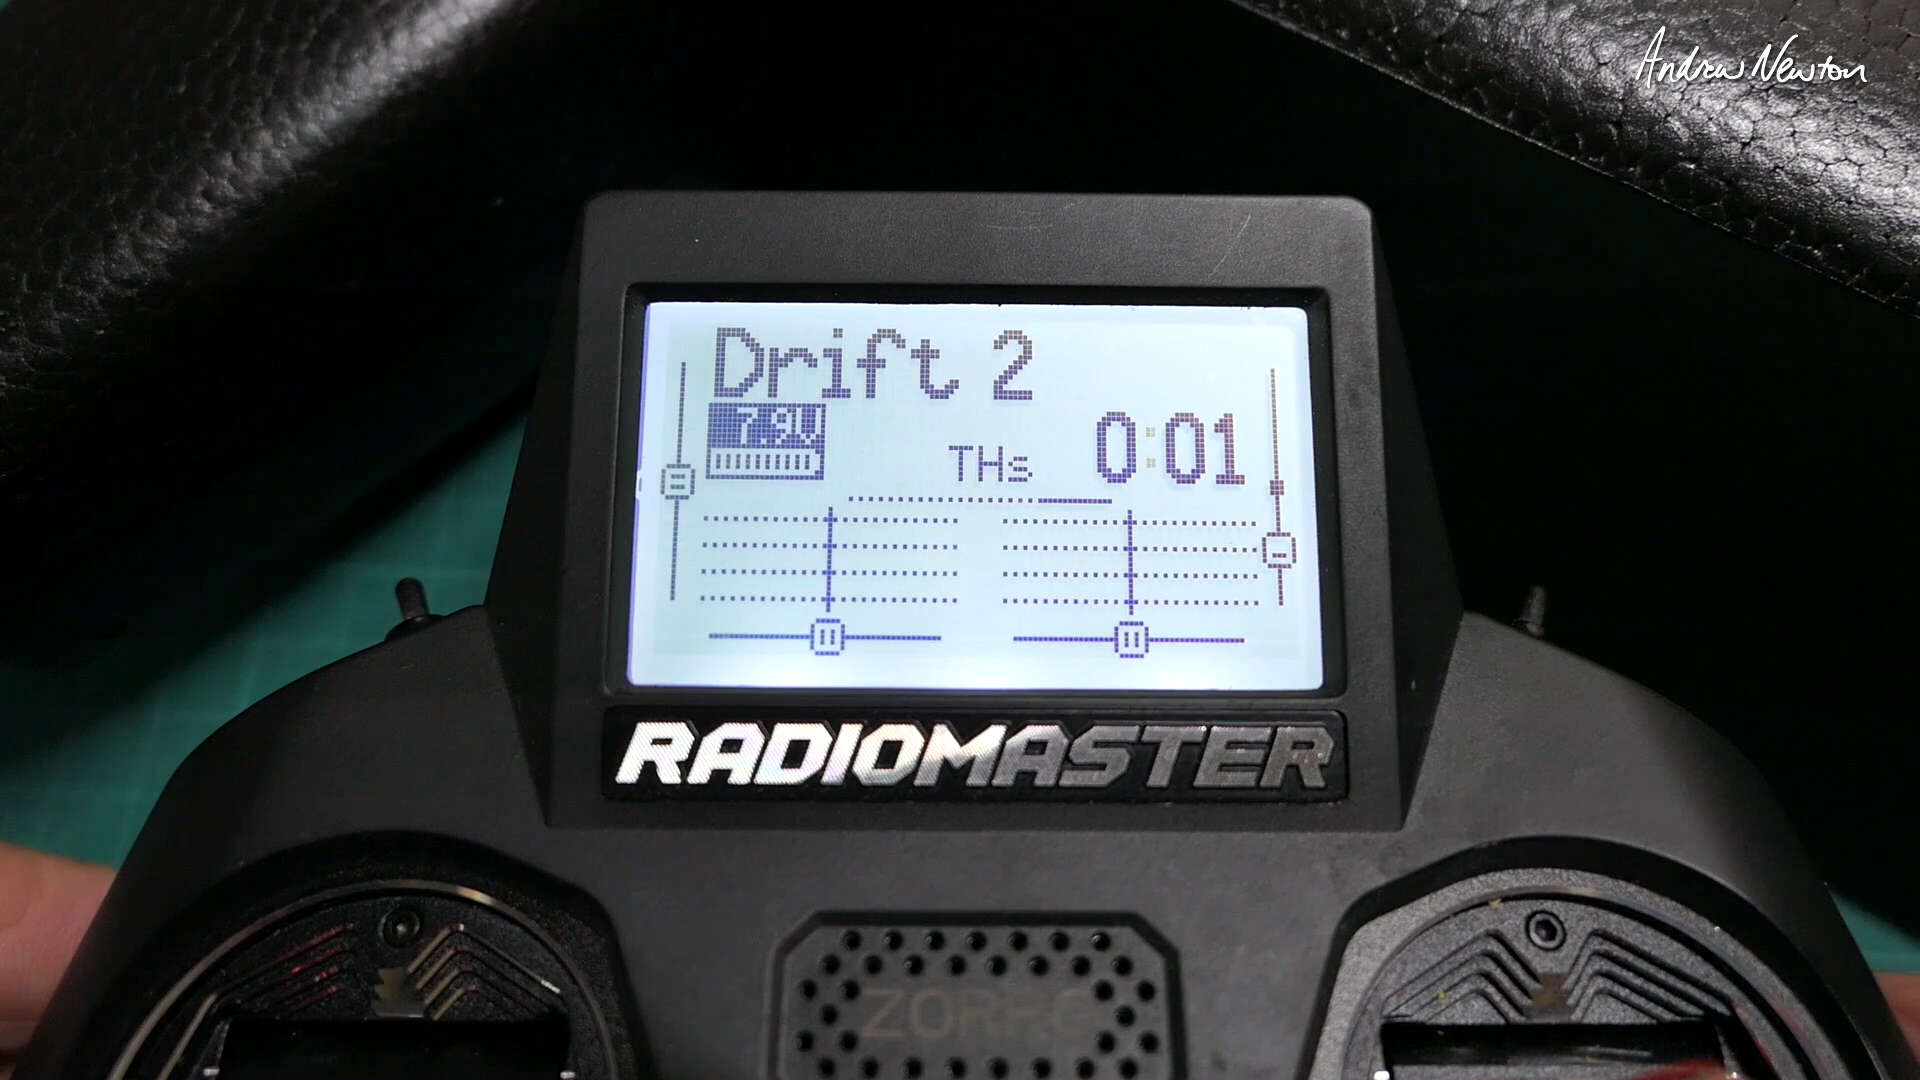 Andrew Newton
Drift 2
7.9V
THs 0:01
RADIOMASTER
ZORRO